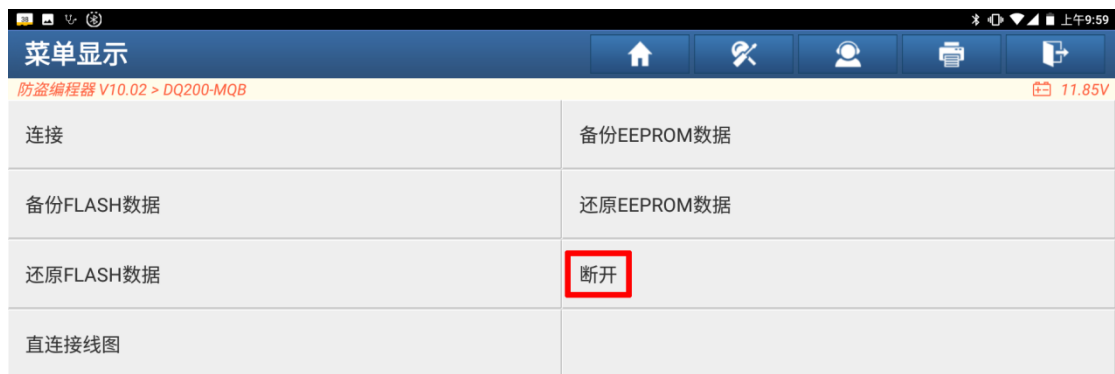 38 上午9:59
菜单显示
防盗编程器 V10.02 > DQ200-MQB 11.85V
连接 备份EEPROM数据
备份FLASH数据 还原EEPROM数据
还原FLASH数据 断开
直连接线图